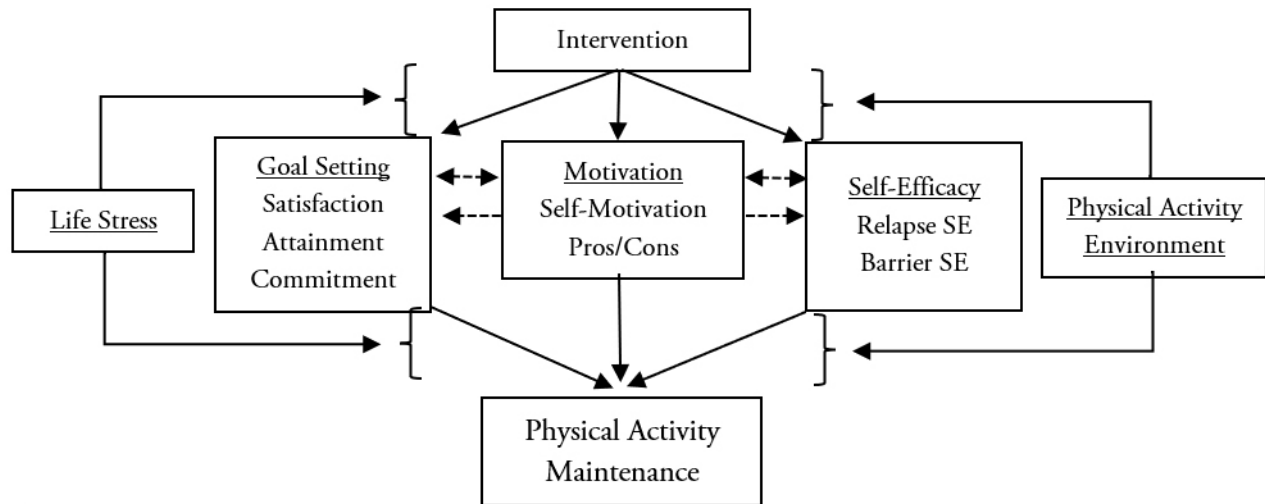 Intervention
Goal Setting
Satisfaction
Attainment
Commitment
Motivation
Self-Motivation
Pros/Cons
Self-Efficacy
Relapse SE
Barrier SE
Life Stress
Physical Activity
Environment
Physical Activity
Maintenance